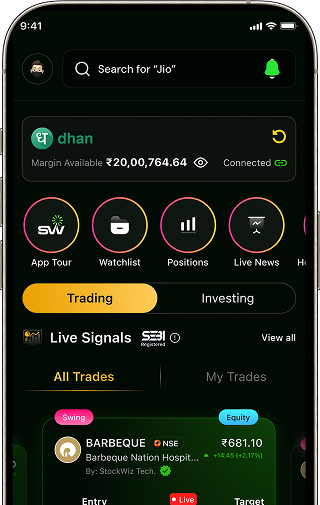 9:41
Search for “Jio”
ध dhan
Margin Available ₹20,00,764.64 Connected
SW
App Tour Watchlist Positions Live News
Trading Investing
Live Signals SEBI Registered View all
All Trades My Trades
Swing Equity
BARBEQUE NSE ₹681.10
Barbeque Nation Hospit... +14.45 (+2.17%)
By: StockWiz Tech.
Live
Entry Target